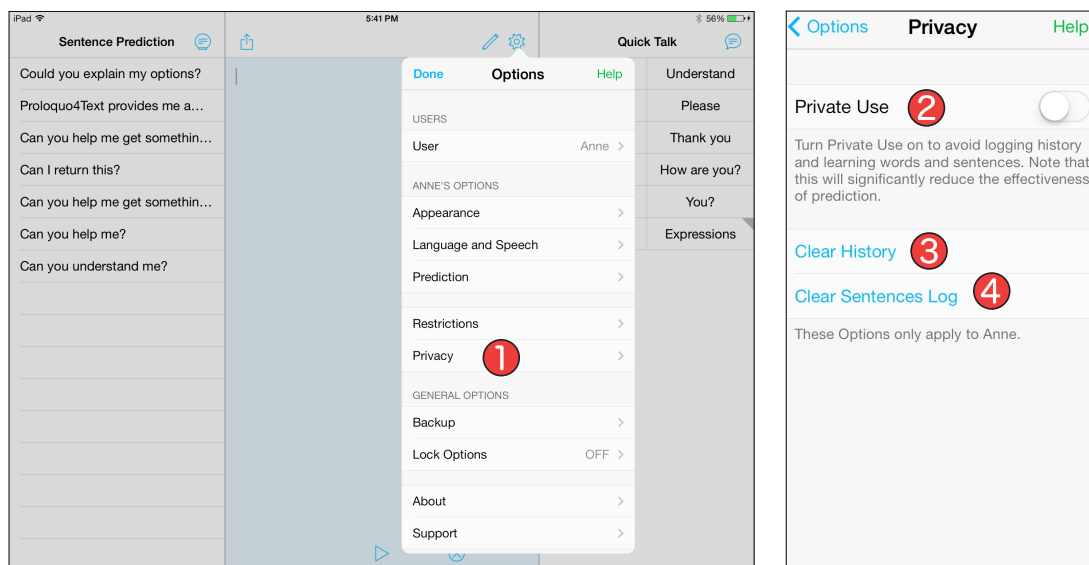 iPad 5:41 PM 56%
Sentence Prediction
Could you explain my options?
Proloquo4Text provides me a...
Can you help me get somethin...
Can I return this?
Can you help me get somethin...
Can you help me?
Can you understand me?
Done Options Help
USERS
User Anne
ANNE'S OPTIONS
Appearance
Language and Speech
Prediction
Restrictions
Privacy 1
GENERAL OPTIONS
Backup
Lock Options OFF
About
Support
Quick Talk
Understand
Please
Thank you
How are you?
You?
Expressions
Options Privacy Help
Private Use 2
Turn Private Use on to avoid logging history
and learning words and sentences. Note that
this will significantly reduce the effectiveness
of prediction.
Clear History 3
Clear Sentences Log 4
These Options only apply to Anne.